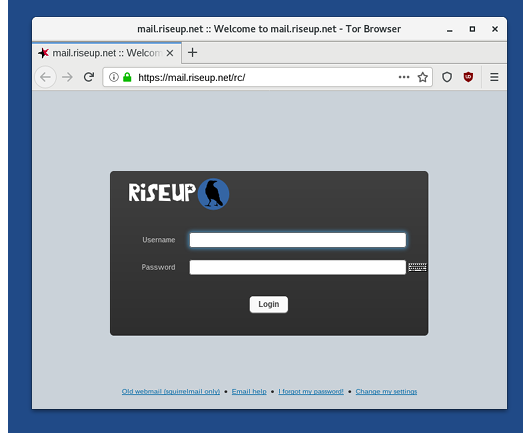 mail.riseup.net :: Welcome to mail.riseup.net - Tor Browser
mail.riseup.net :: Welcom
https://mail.riseup.net/rc/
RiSEUP
Username
Password
Login
Old webmail (squirrelmail only) • Email help • I forgot my password! • Change my settings